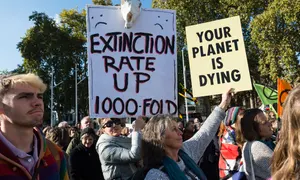 EXTINCTION
RATE
UP
1000-FOLD
YOUR
PLANET IS
DYING